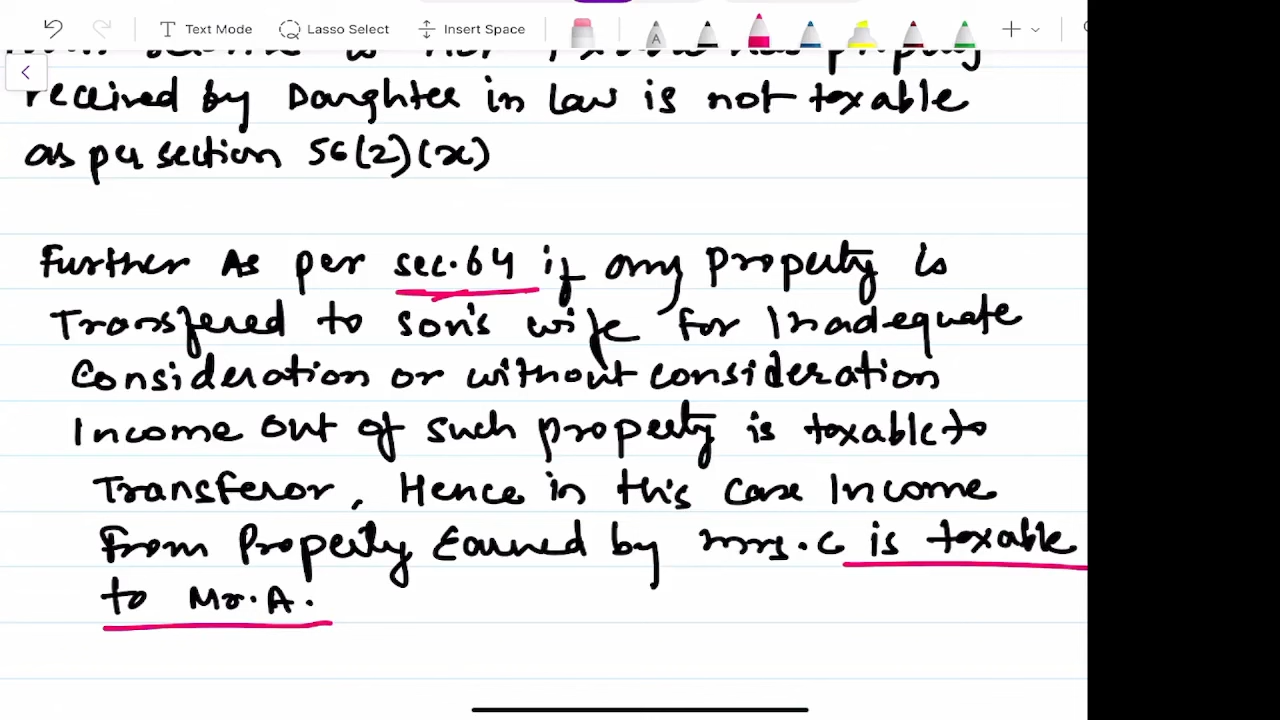 Text Mode Lasso Select Insert Space
received by Daughter in Law is not taxable
as per section 56(2)(x)
Further As per sec.64 if any property is
Transfered to son's wife for Inadequate
Consideration or without consideration
Income out of such property is taxable to
Transferor, Hence in this case Income
From Property Earned by mrs.C is taxable
to Mr.A.